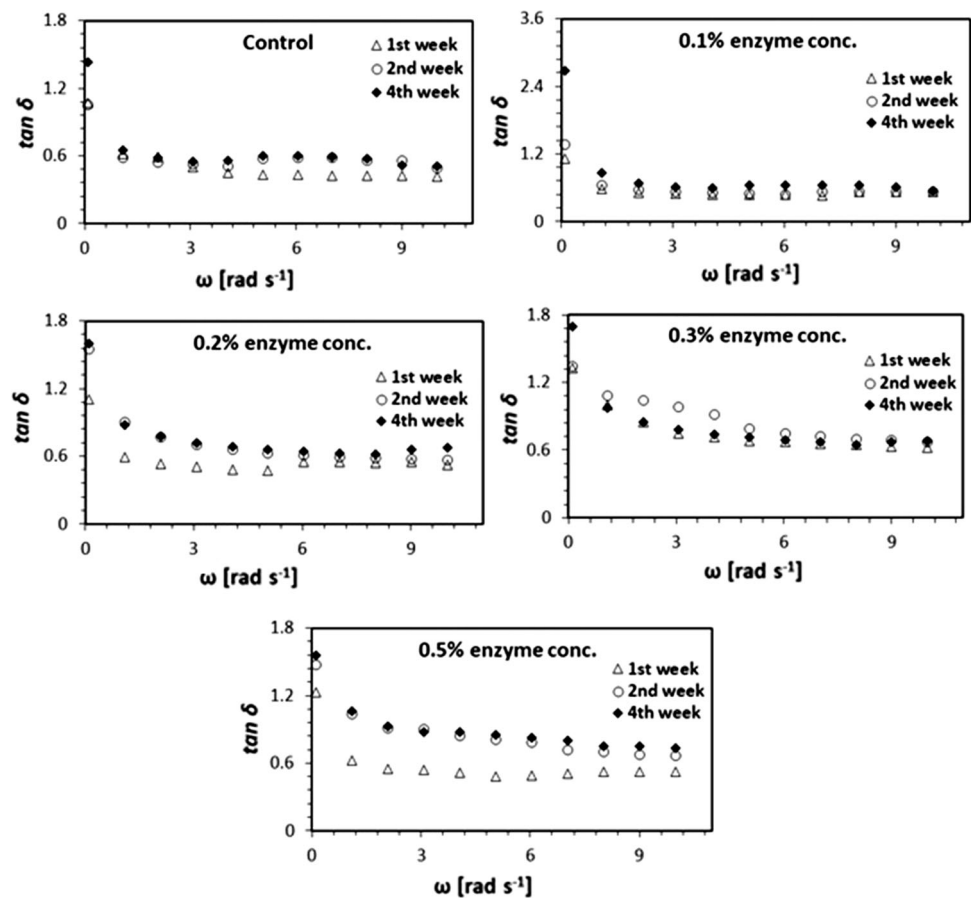 Control
1st week
2nd week
4th week
1.8
1.2
0.6
0
tan δ
0 3 6 9
ω [rad s⁻¹]
0.1% enzyme conc.
1st week
2nd week
4th week
3.6
2.4
1.2
0
tan δ
0 3 6 9
ω [rad s⁻¹]
0.2% enzyme conc.
1st week
2nd week
4th week
1.8
1.2
0.6
0
tan δ
0 3 6 9
ω [rad s⁻¹]
0.3% enzyme conc.
1st week
2nd week
4th week
1.8
1.2
0.6
0
tan δ
0 3 6 9
ω [rad s⁻¹]
0.5% enzyme conc.
1st week
2nd week
4th week
1.8
1.2
0.6
0
tan δ
0 3 6 9
ω [rad s⁻¹]